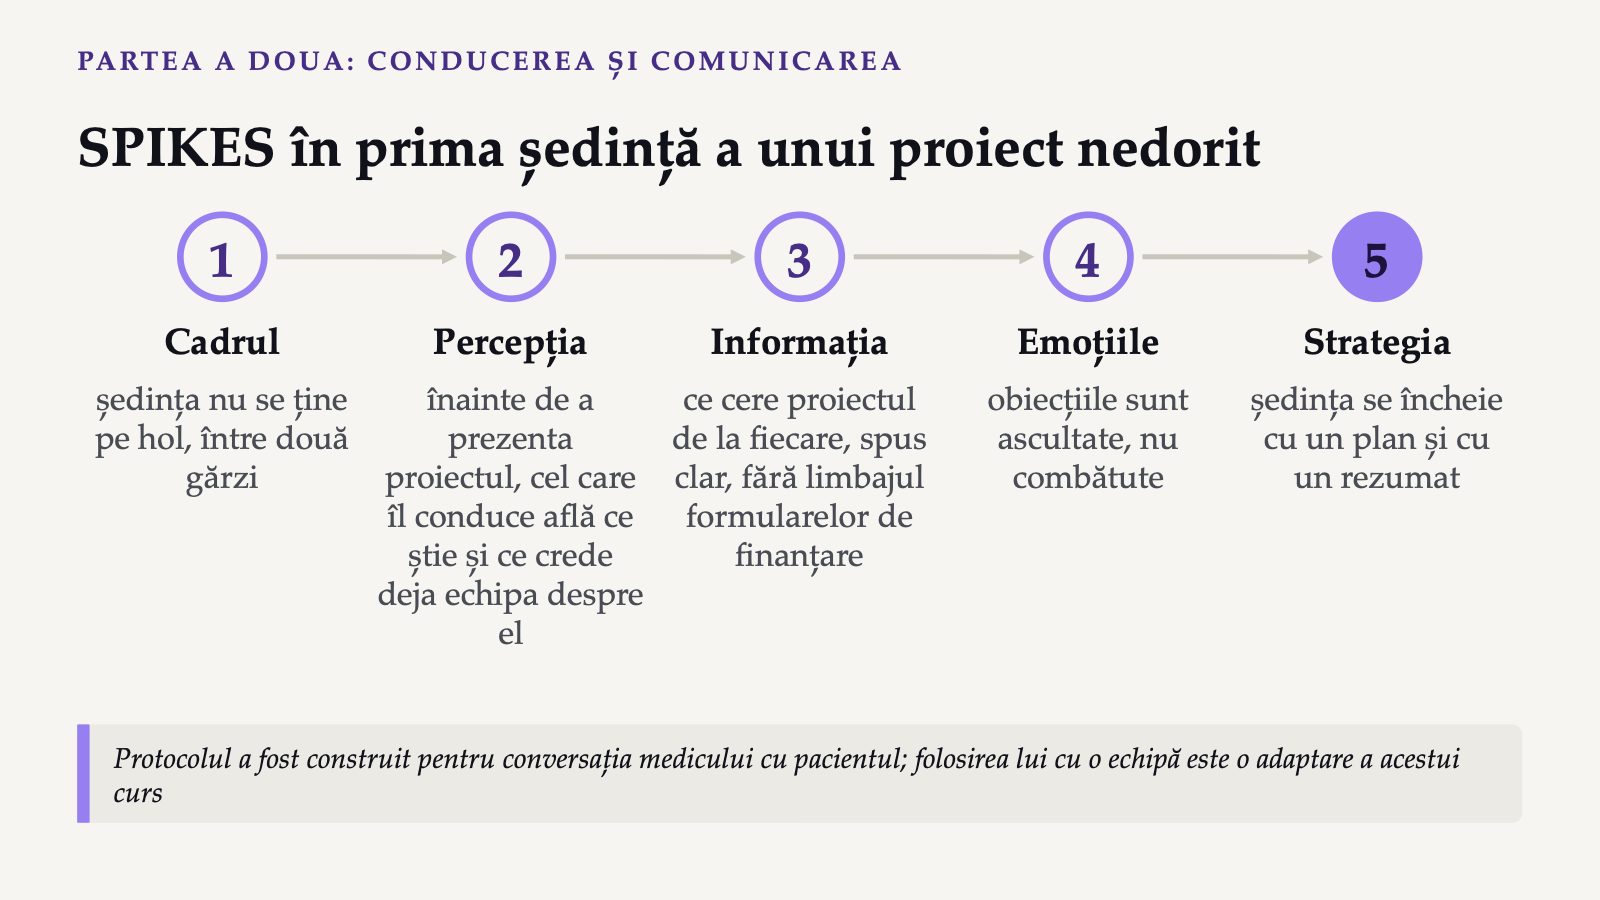 PARTEA A DOUA: CONDUCEREA ȘI COMUNICAREA
SPIKES în prima ședință a unui proiect nedorit
1
2
3
4
5
Cadrul
ședința nu se ține
pe hol, între două
gărzi
Percepția
înainte de a
prezenta
proiectul, cel care
îl conduce află ce
știe și ce crede
deja echipa despre
el
Informația
ce cere proiectul
de la fiecare, spus
clar, fără limbajul
formularelor de
finanțare
Emoțiile
obiecțiile sunt
ascultate, nu
combătute
Strategia
ședința se încheie
cu un plan și cu
un rezumat
Protocolul a fost construit pentru conversația medicului cu pacientul; folosirea lui cu o echipă este o adaptare a acestui
curs